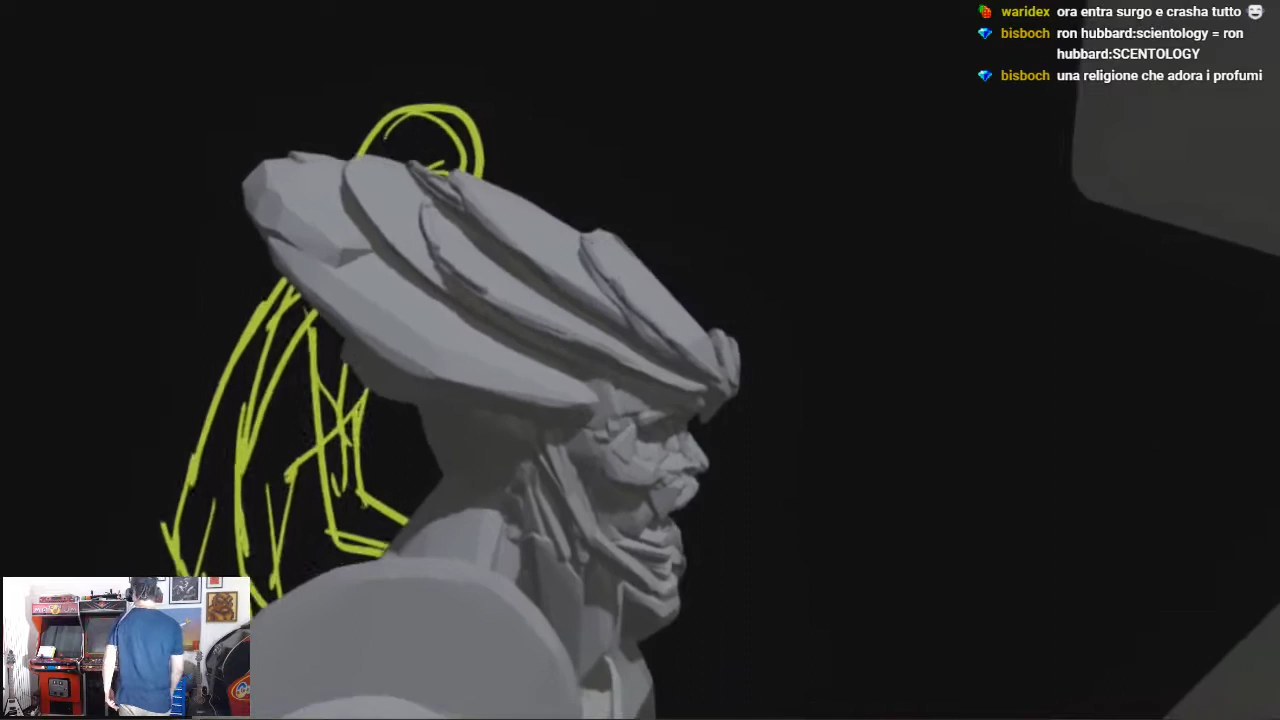 waridex ora entra surgo e crasha tutto
bisboch ron hubbard:scientology = ron
hubbard:SCENTOLOGY
bisboch una religione che adora i profumi